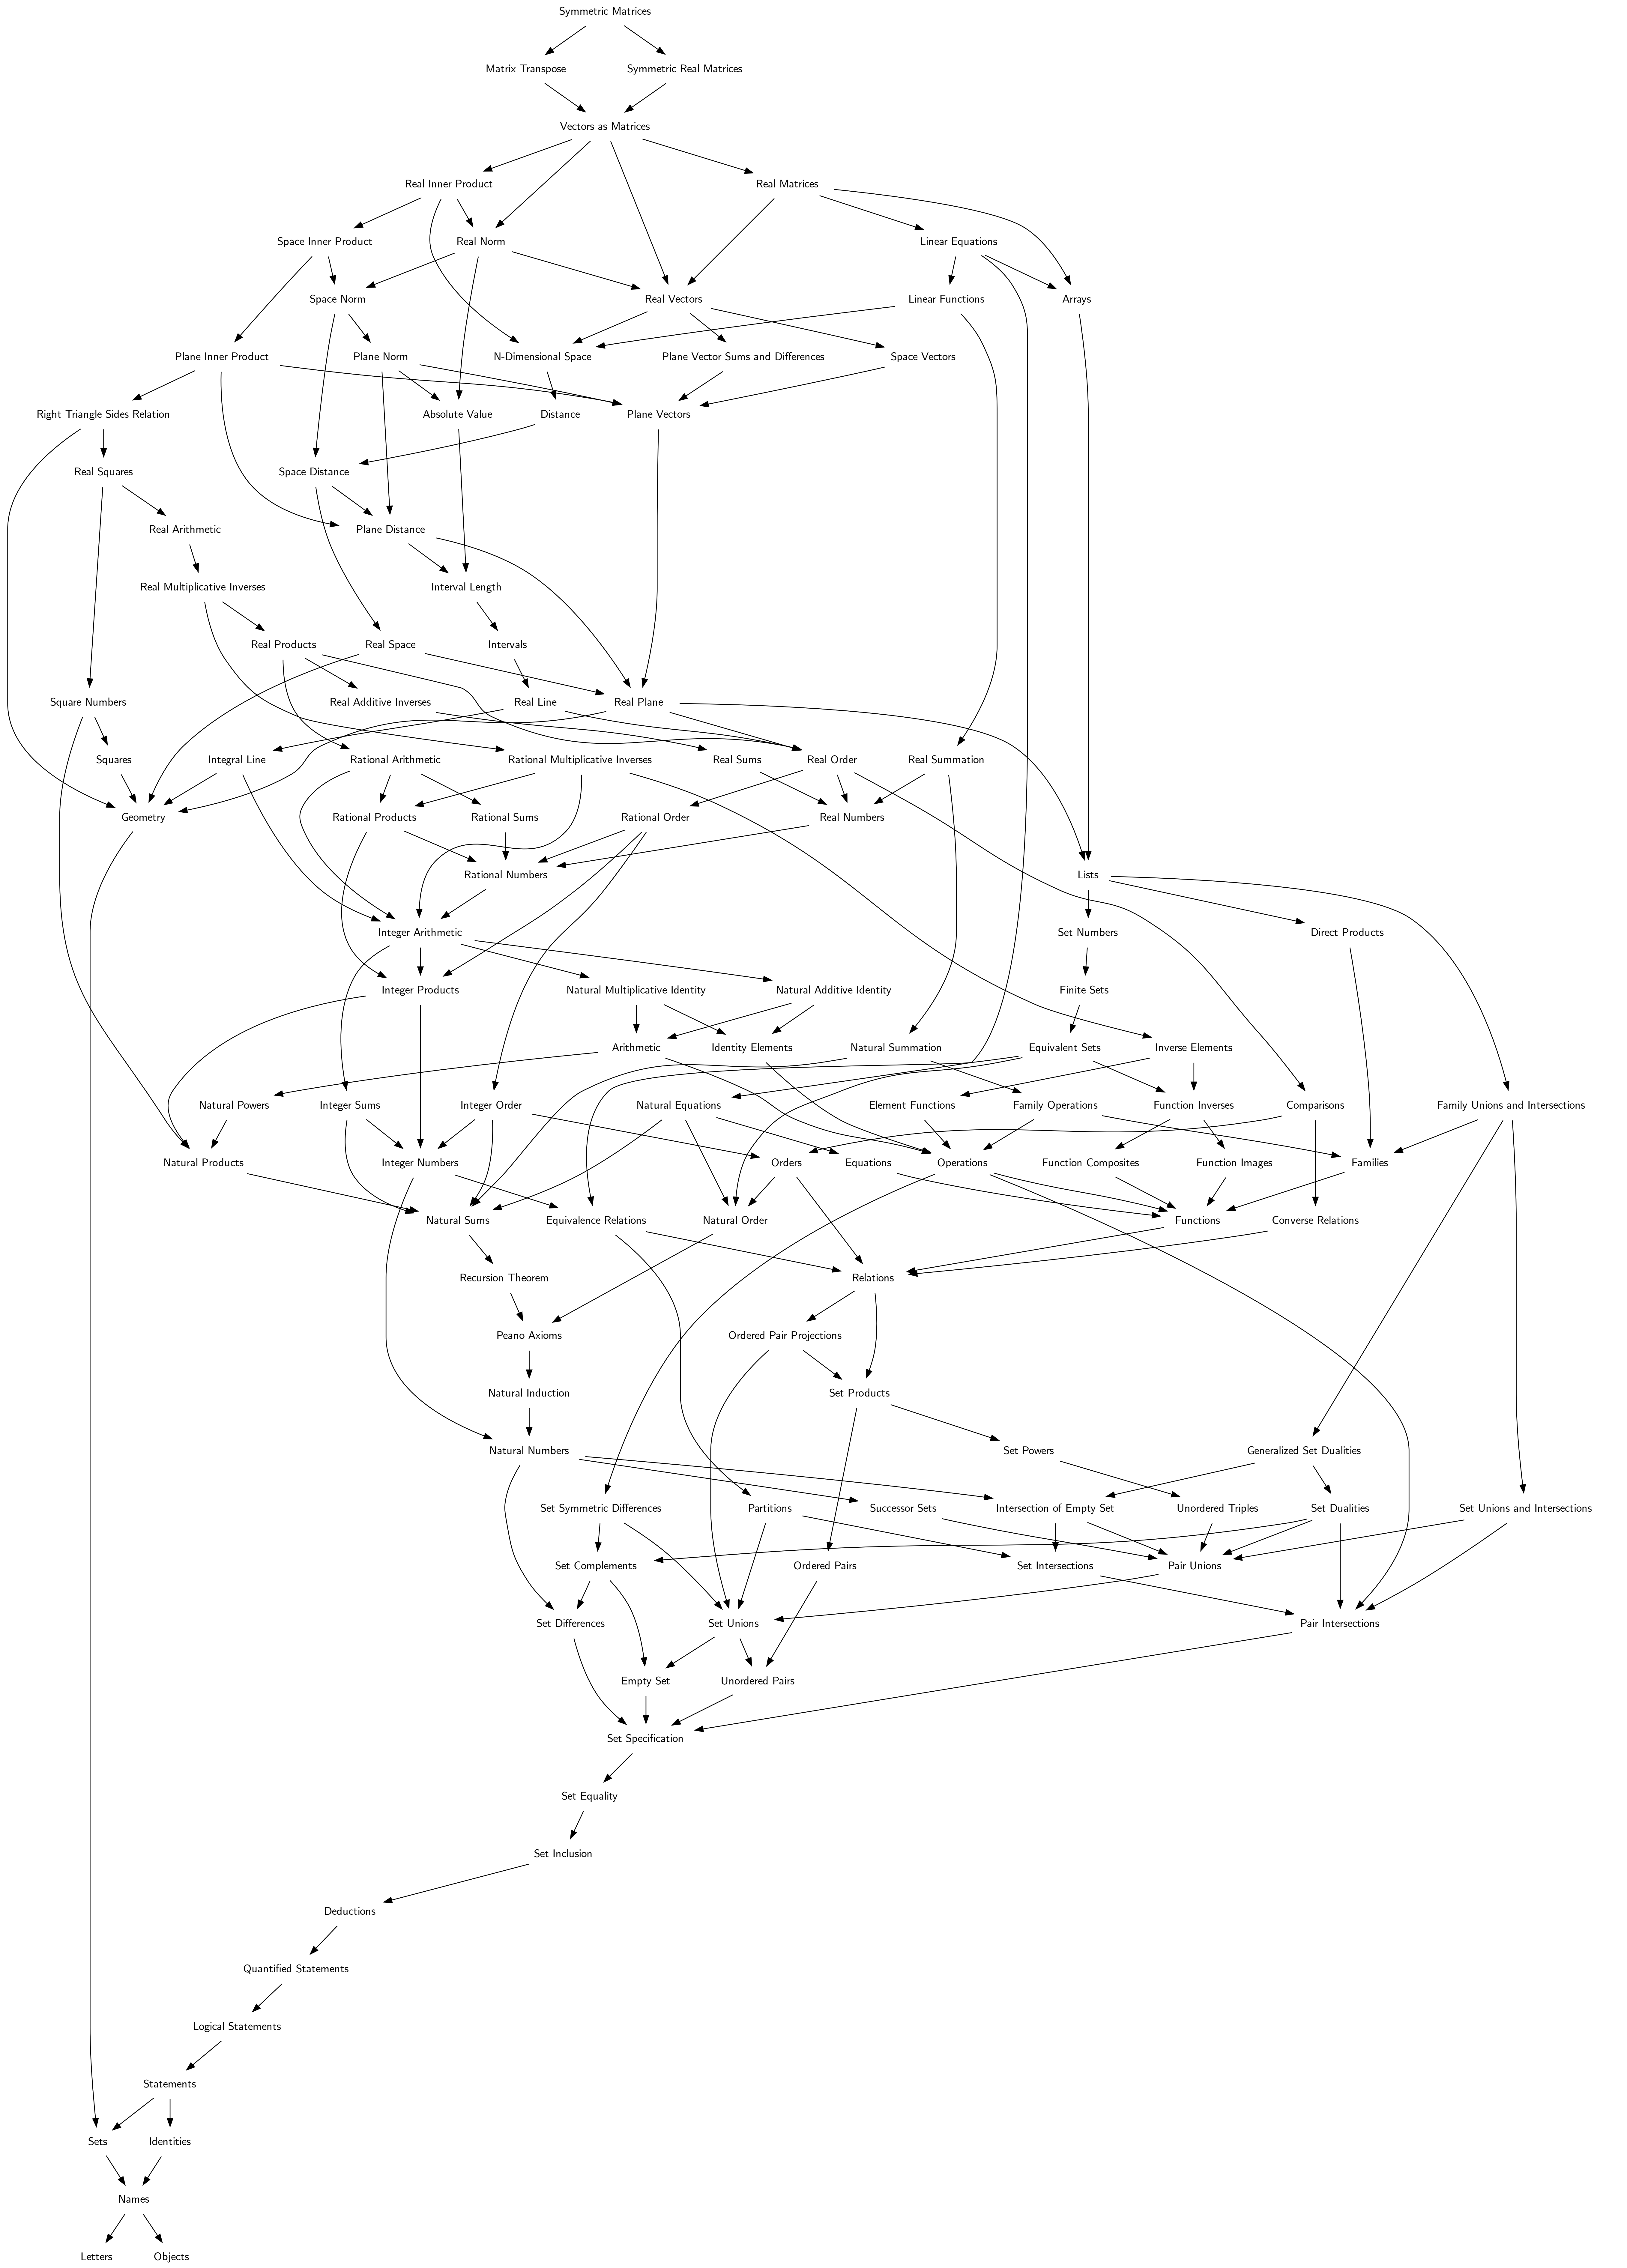 Symmetric Matrices
Matrix Transpose
Symmetric Real Matrices
Vectors as Matrices
Real Inner Product
Real Matrices
Space Inner Product
Real Norm
Linear Equations
Space Norm
Real Vectors
Linear Functions
Arrays
Plane Inner Product
Plane Norm
N-Dimensional Space
Plane Vector Sums and Differences
Space Vectors
Right Triangle Sides Relation
Absolute Value
Distance
Plane Vectors
Real Squares
Space Distance
Real Arithmetic
Plane Distance
Real Multiplicative Inverses
Interval Length
Real Products
Real Space
Intervals
Square Numbers
Real Additive Inverses
Real Line
Real Plane
Squares
Integral Line
Rational Arithmetic
Rational Multiplicative Inverses
Real Sums
Real Order
Real Summation
Geometry
Rational Products
Rational Sums
Rational Order
Real Numbers
Rational Numbers
Lists
Integer Arithmetic
Set Numbers
Direct Products
Integer Products
Natural Multiplicative Identity
Natural Additive Identity
Finite Sets
Arithmetic
Identity Elements
Natural Summation
Equivalent Sets
Inverse Elements
Natural Powers
Integer Sums
Integer Order
Natural Equations
Element Functions
Family Operations
Function Inverses
Comparisons
Family Unions and Intersections
Natural Products
Integer Numbers
Orders
Equations
Operations
Function Composites
Function Images
Families
Natural Sums
Equivalence Relations
Natural Order
Functions
Converse Relations
Recursion Theorem
Relations
Peano Axioms
Ordered Pair Projections
Natural Induction
Set Products
Natural Numbers
Set Powers
Generalized Set Dualities
Set Symmetric Differences
Partitions
Successor Sets
Intersection of Empty Set
Unordered Triples
Set Dualities
Set Unions and Intersections
Set Complements
Ordered Pairs
Set Intersections
Pair Unions
Set Differences
Set Unions
Pair Intersections
Empty Set
Unordered Pairs
Set Specification
Set Equality
Set Inclusion
Deductions
Quantified Statements
Logical Statements
Statements
Sets
Identities
Names
Letters
Objects